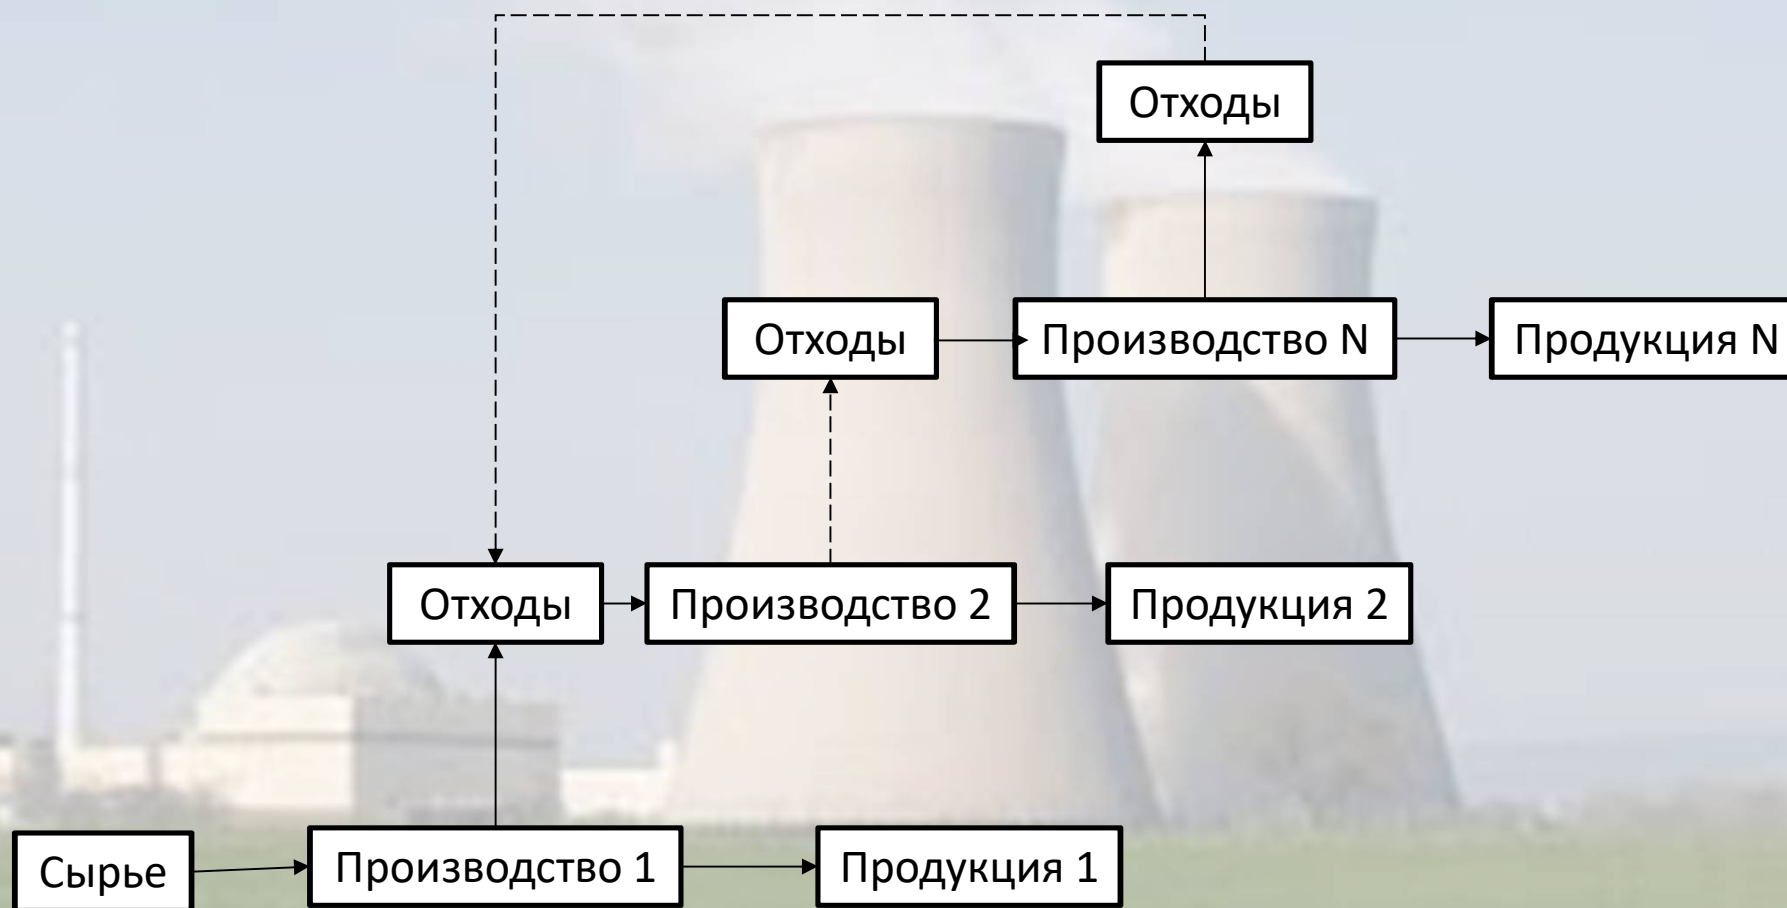 Отходы
Отходы
Производство N
Продукция N
Отходы
Производство 2
Продукция 2
Сырье
Производство 1
Продукция 1